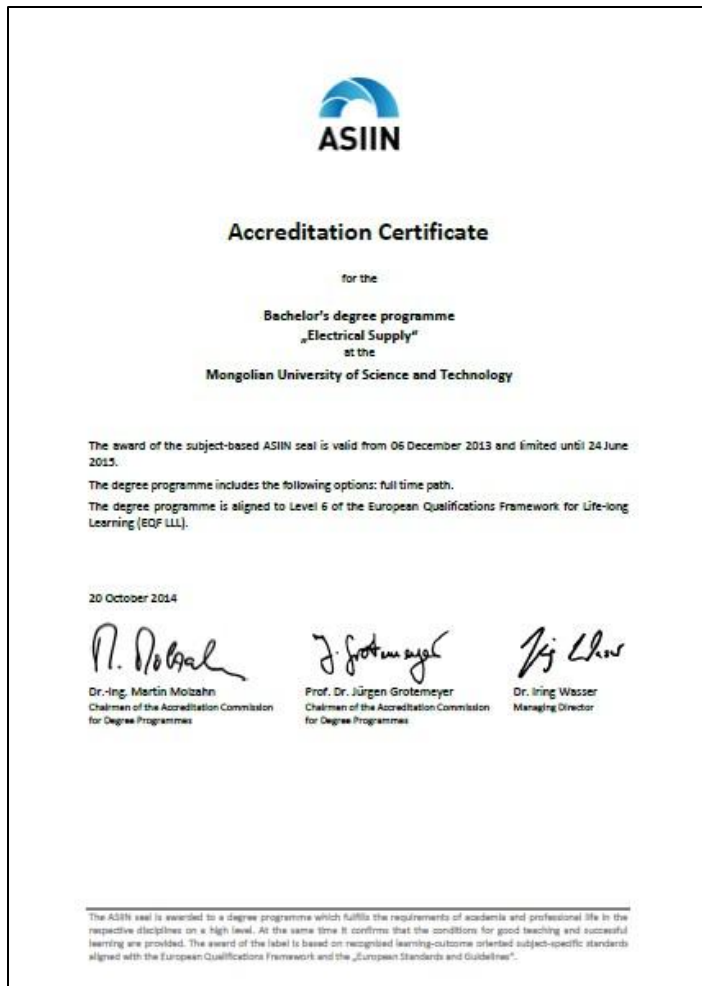 ASIIN
Accreditation Certificate
for the
Bachelor's degree programme
„Electrical Supply“
at the
Mongolian University of Science and Technology
The award of the subject-based ASIIN seal is valid from 06 December 2013 and limited until 24 June
2015.
The degree programme includes the following options: full time path.
The degree programme is aligned to Level 6 of the European Qualifications Framework for Life-long
Learning (EQF LLL).
20 October 2014
M. Molzahn J. Grotemeyer Iring Wasser
Dr.-Ing. Martin Molzahn Prof. Dr. Jürgen Grotemeyer Dr. Iring Wasser
Chairmen of the Accreditation Commission Chairmen of the Accreditation Commission Managing Director
for Degree Programmes for Degree Programmes
The ASIIN seal is awarded to a degree programme which fulfils the requirements of academia and professional life in the
respective disciplines on a high level. At the same time it confirms that the conditions for good teaching and successful
learning are provided. The award of the label is based on recognized learning-outcome oriented subject-specific standards
aligned with the European Qualifications Framework and the „European Standards and Guidelines“.